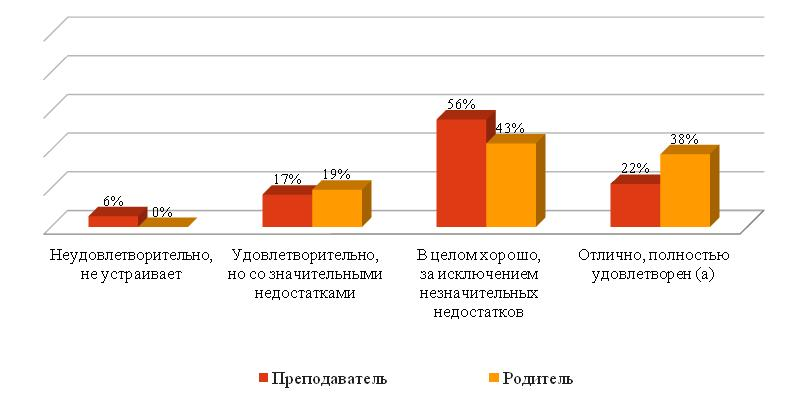 56%
43%
38%
22%
17%
19%
6%
0%
Неудовлетворительно,
не устраивает
Удовлетворительно,
но со значительными
недостатками
В целом хорошо,
за исключением
незначительных
недостатков
Отлично, полностью
удовлетворен (а)
Преподаватель
Родитель